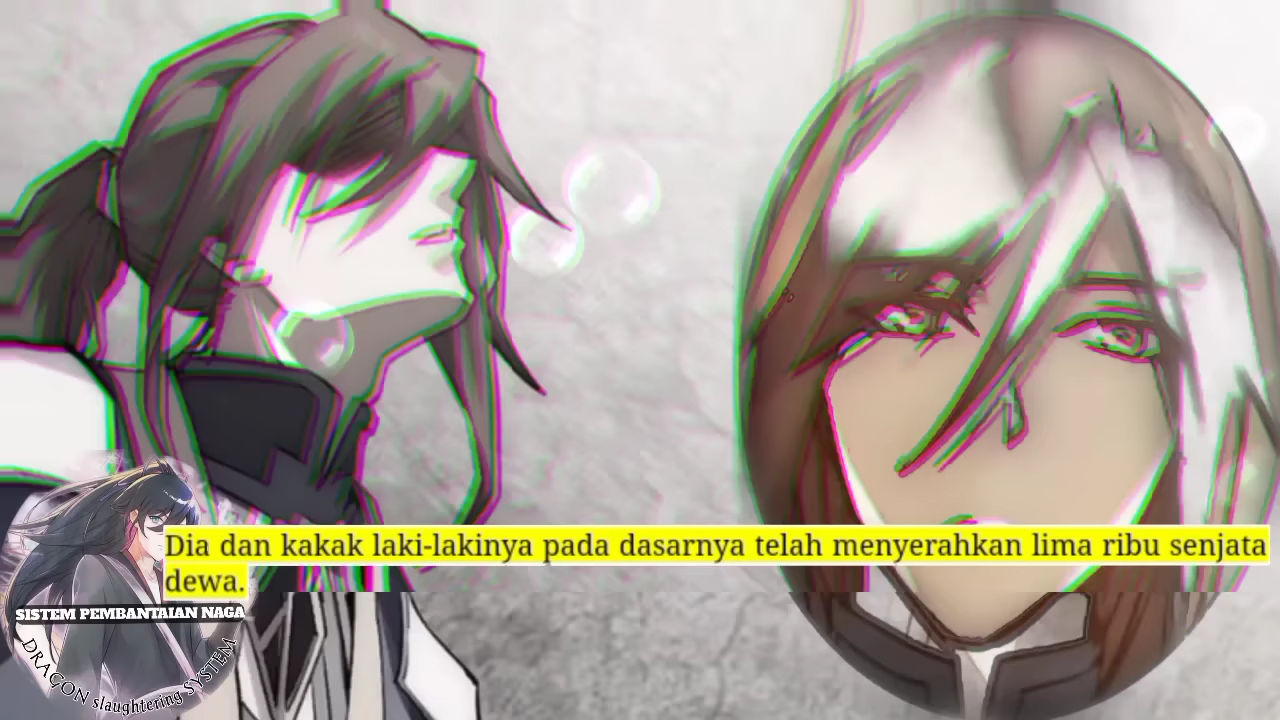 Dia dan kakak laki-lakinya pada dasarnya telah menyerahkan lima ribu senjata
dewa.
SISTEM PEMBANTAIAN NAGA
DRAGON slaughtering SYSTEM